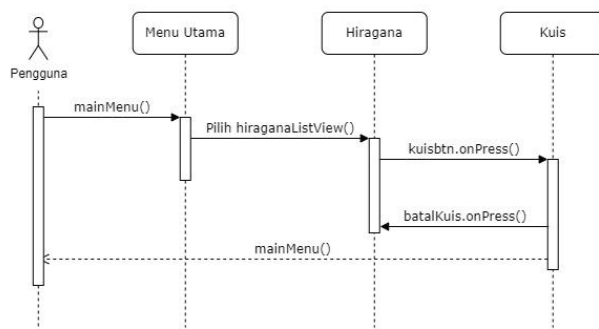 Menu Utama
Hiragana
Kuis
Pengguna
mainMenu()
Pilih hiraganaListView()
kuisbtn.onPress()
batalKuis.onPress()
mainMenu()